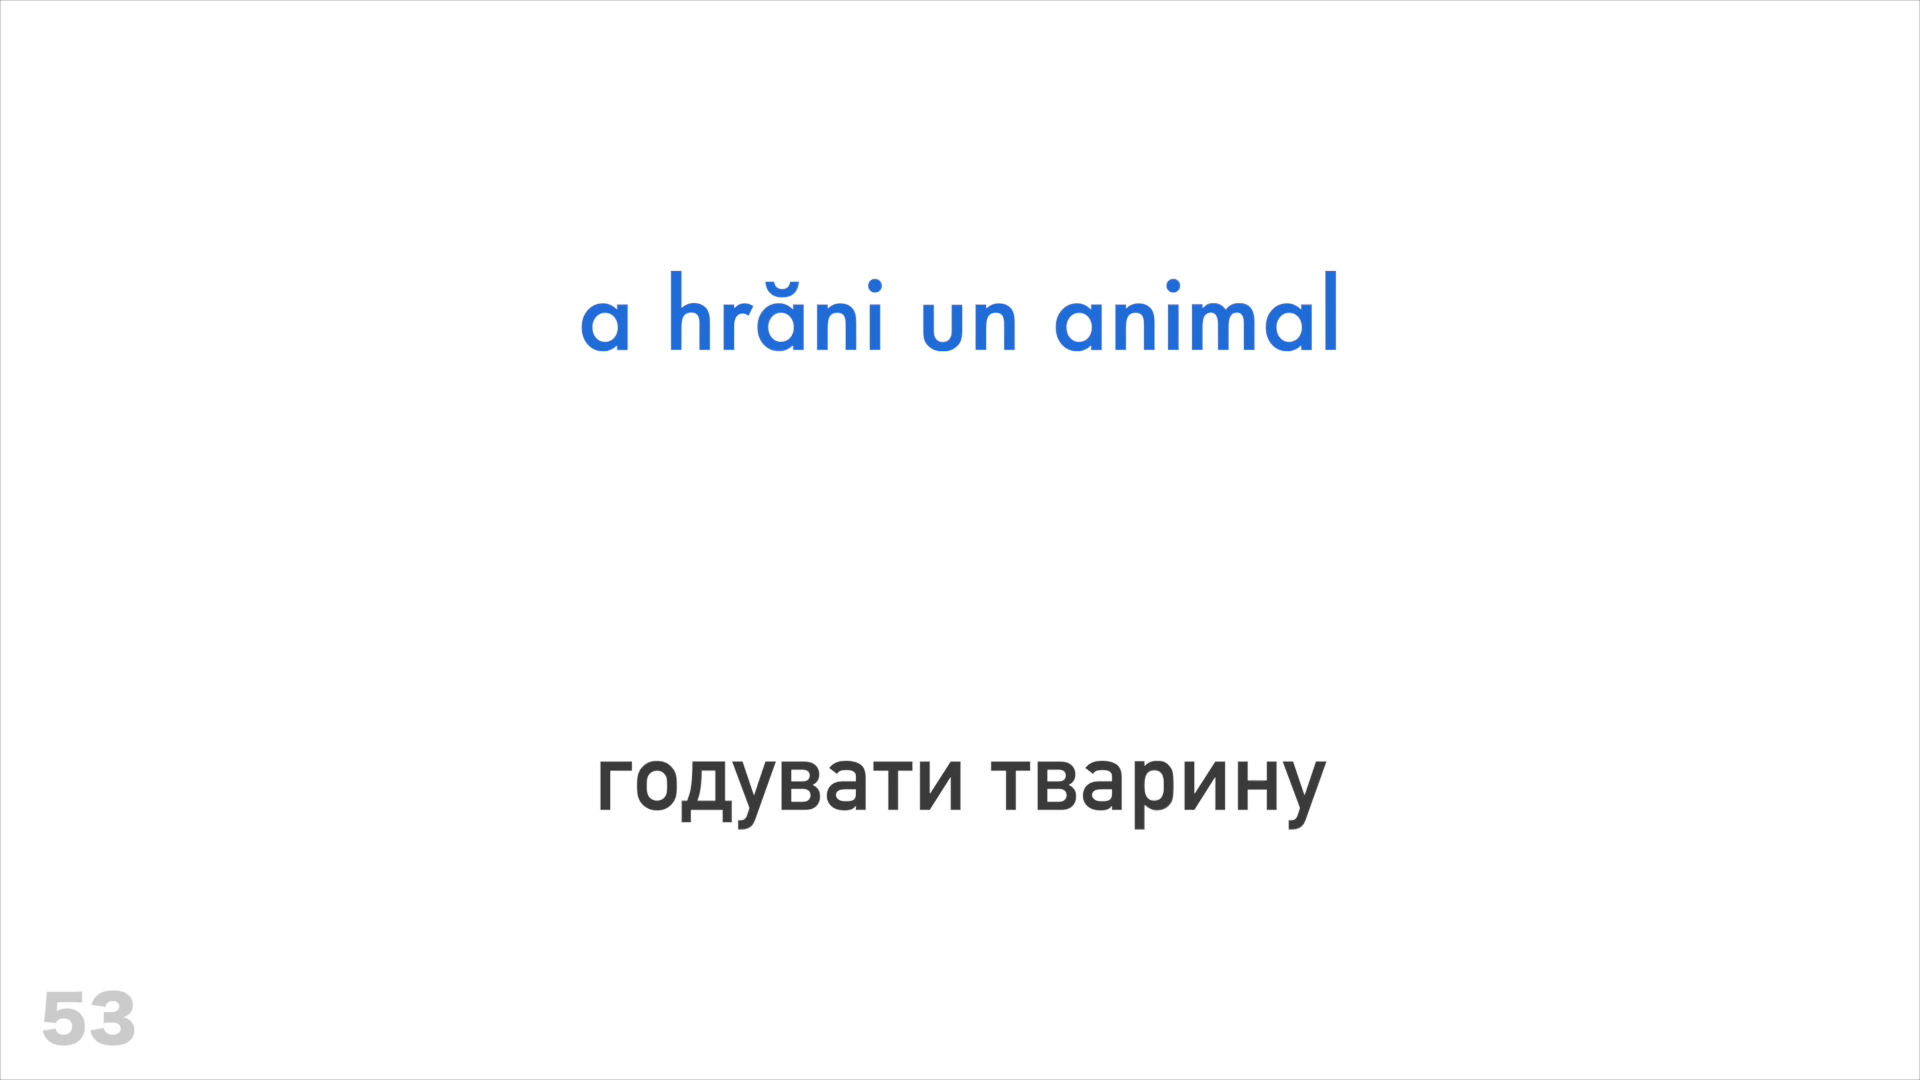 a hrăni un animal
годувати тварину
53